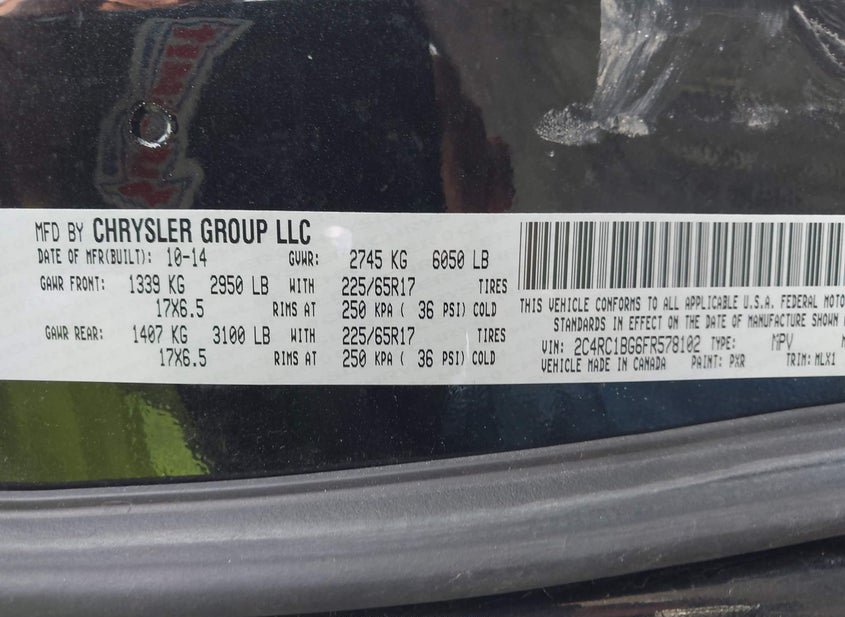 MFD BY CHRYSLER GROUP LLC
DATE OF MFR(BUILT): 10-14 GVWR: 2745 KG 6050 LB
GAWR FRONT: 1339 KG 2950 LB WITH 225/65R17 TIRES
17X6.5 RIMS AT 250 KPA ( 36 PSI) COLD
GAWR REAR: 1407 KG 3100 LB WITH 225/65R17 TIRES
17X6.5 RIMS AT 250 KPA ( 36 PSI) COLD
THIS VEHICLE CONFORMS TO ALL APPLICABLE U.S.A. FEDERAL MOTO
STANDARDS IN EFFECT ON THE DATE OF MANUFACTURE SHOWN
VIN: 2C4RC1BG6FR578102 TYPE: MPV
VEHICLE MADE IN CANADA PAINT: PXR TRIM: MLX1